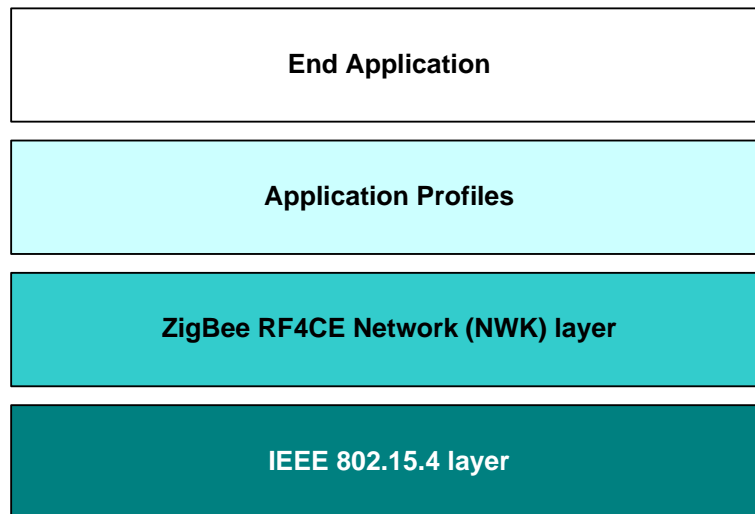 End Application
Application Profiles
ZigBee RF4CE Network (NWK) layer
IEEE 802.15.4 layer